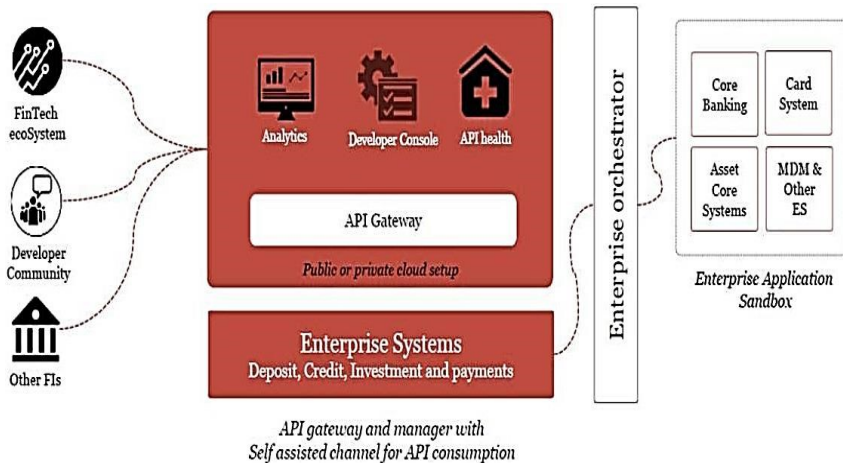 FinTech
ecoSystem
Developer
Community
Other FIs
Analytics
Developer Console
API health
API Gateway
Public or private cloud setup
Enterprise Systems
Deposit, Credit, Investment and payments
API gateway and manager with
Self assisted channel for API consumption
Enterprise orchestrator
Core
Banking
Card
System
Asset
Core
Systems
MDM &
Other
ES
Enterprise Application
Sandbox